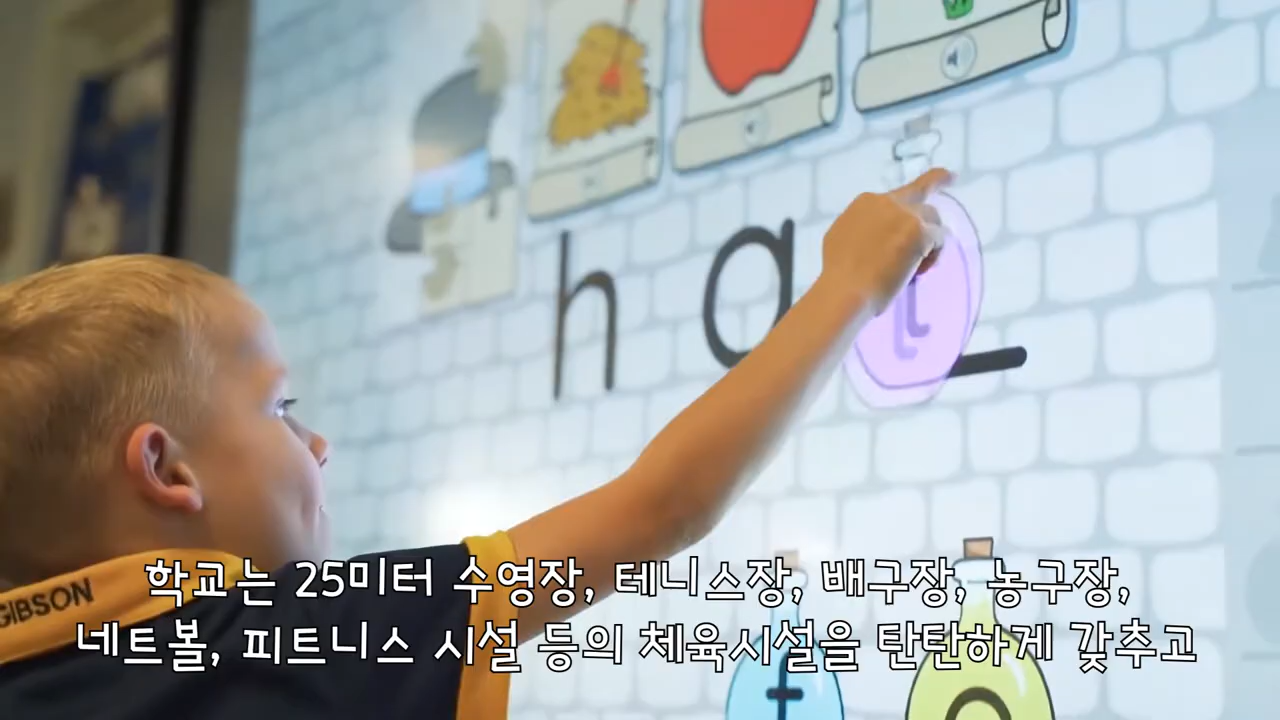 h a t
GIBSON
학교는 25미터 수영장, 테니스장, 배구장, 농구장,
네트볼, 피트니스 시설 등의 체육시설을 탄탄하게 갖추고
t